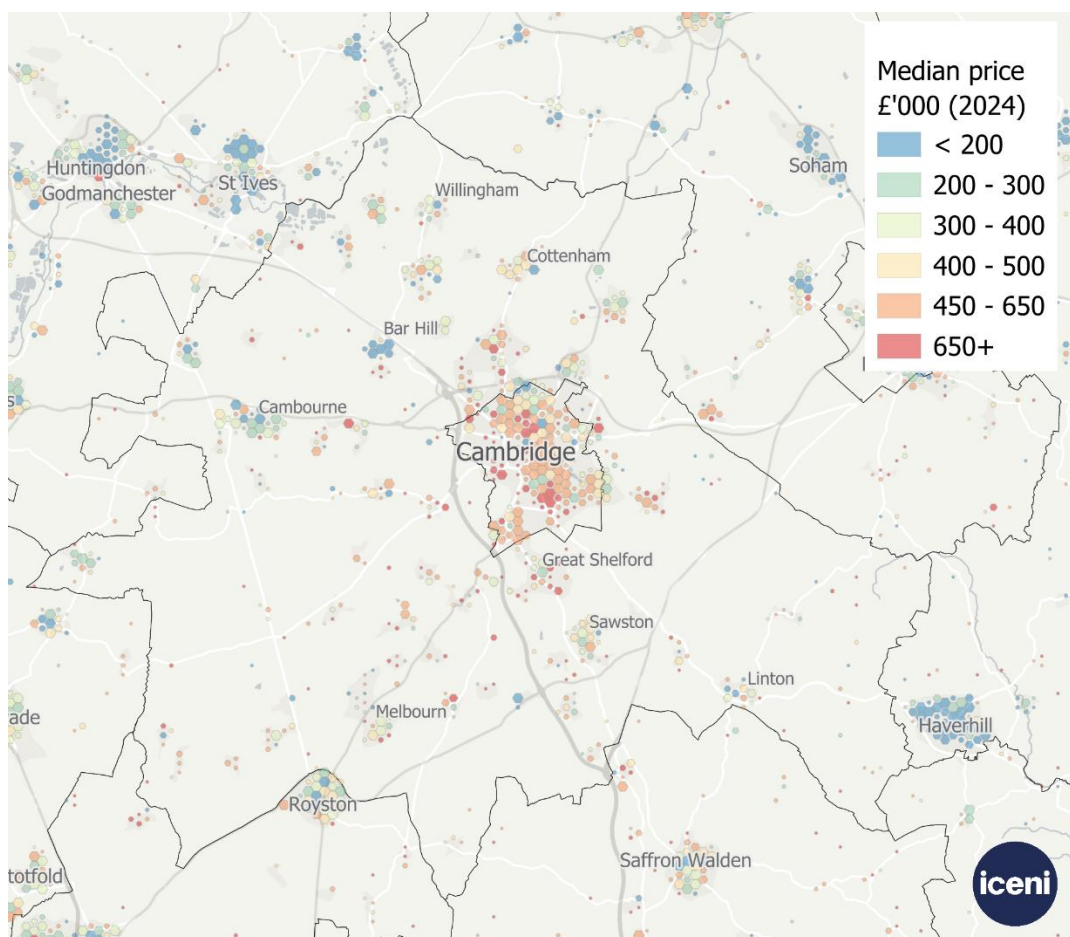 Median price
£'000 (2024)
< 200
200 - 300
300 - 400
400 - 500
450 - 650
650+
Huntingdon
Godmanchester
St Ives
Willingham
Soham
Cottenham
Bar Hill
Cambourne
Cambridge
Great Shelford
Sawston
Linton
Melbourn
ade
Haverhill
Royston
Saffron Walden
totfold
iceni